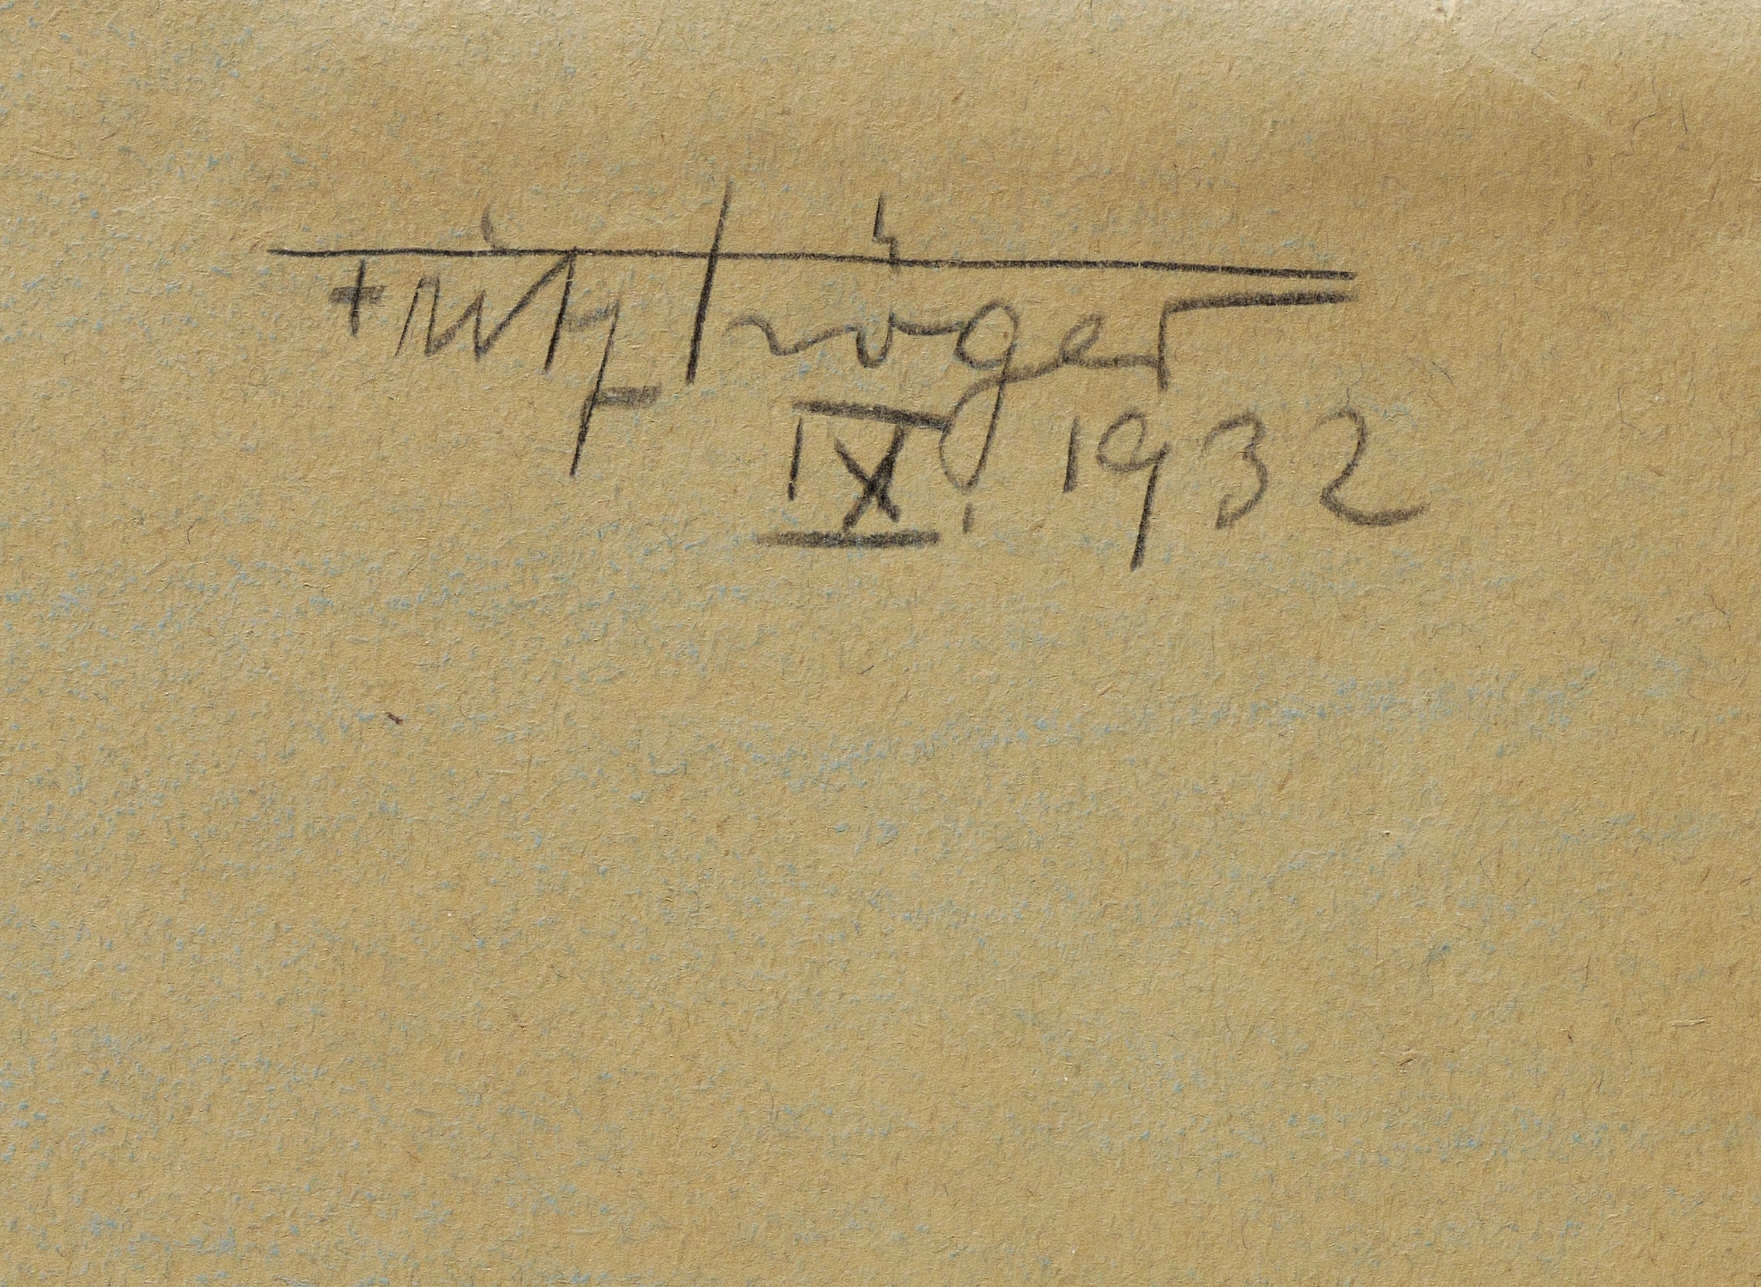 Fritz Tröger
IX. 1932